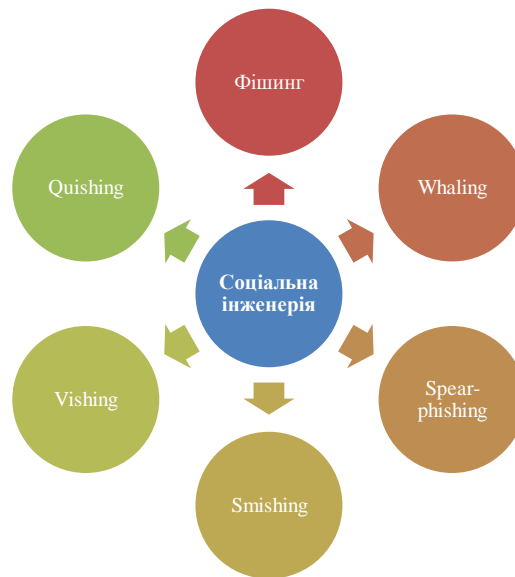 Фішинг
Quishing
Whaling
Соціальна
інженерія
Vishing
Spear-
phishing
Smishing